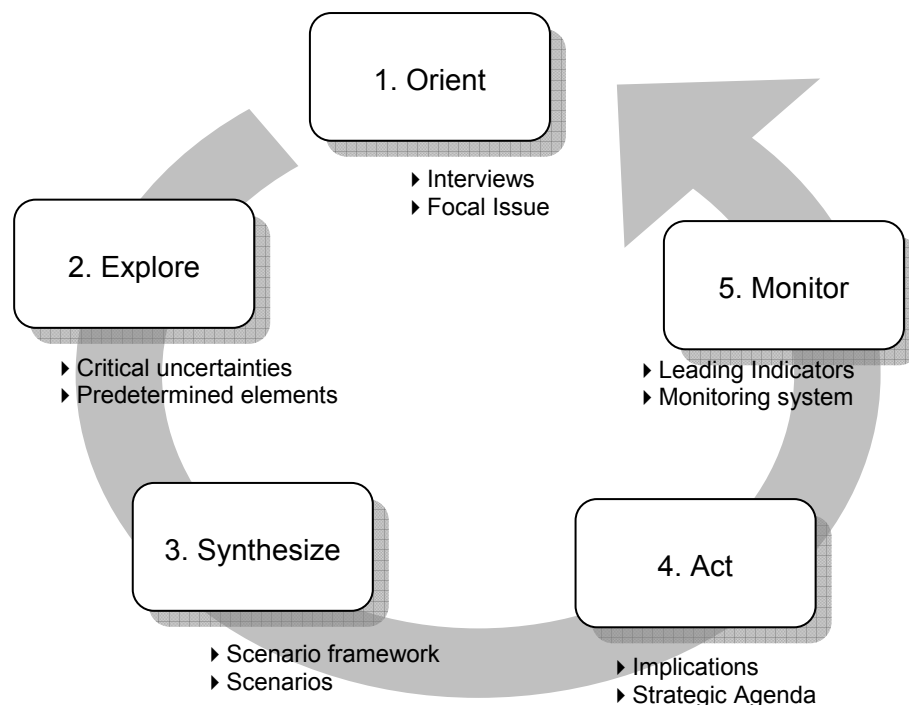 1. Orient
Interviews
Focal Issue
2. Explore
Critical uncertainties
Predetermined elements
3. Synthesize
Scenario framework
Scenarios
4. Act
Implications
Strategic Agenda
5. Monitor
Leading Indicators
Monitoring system